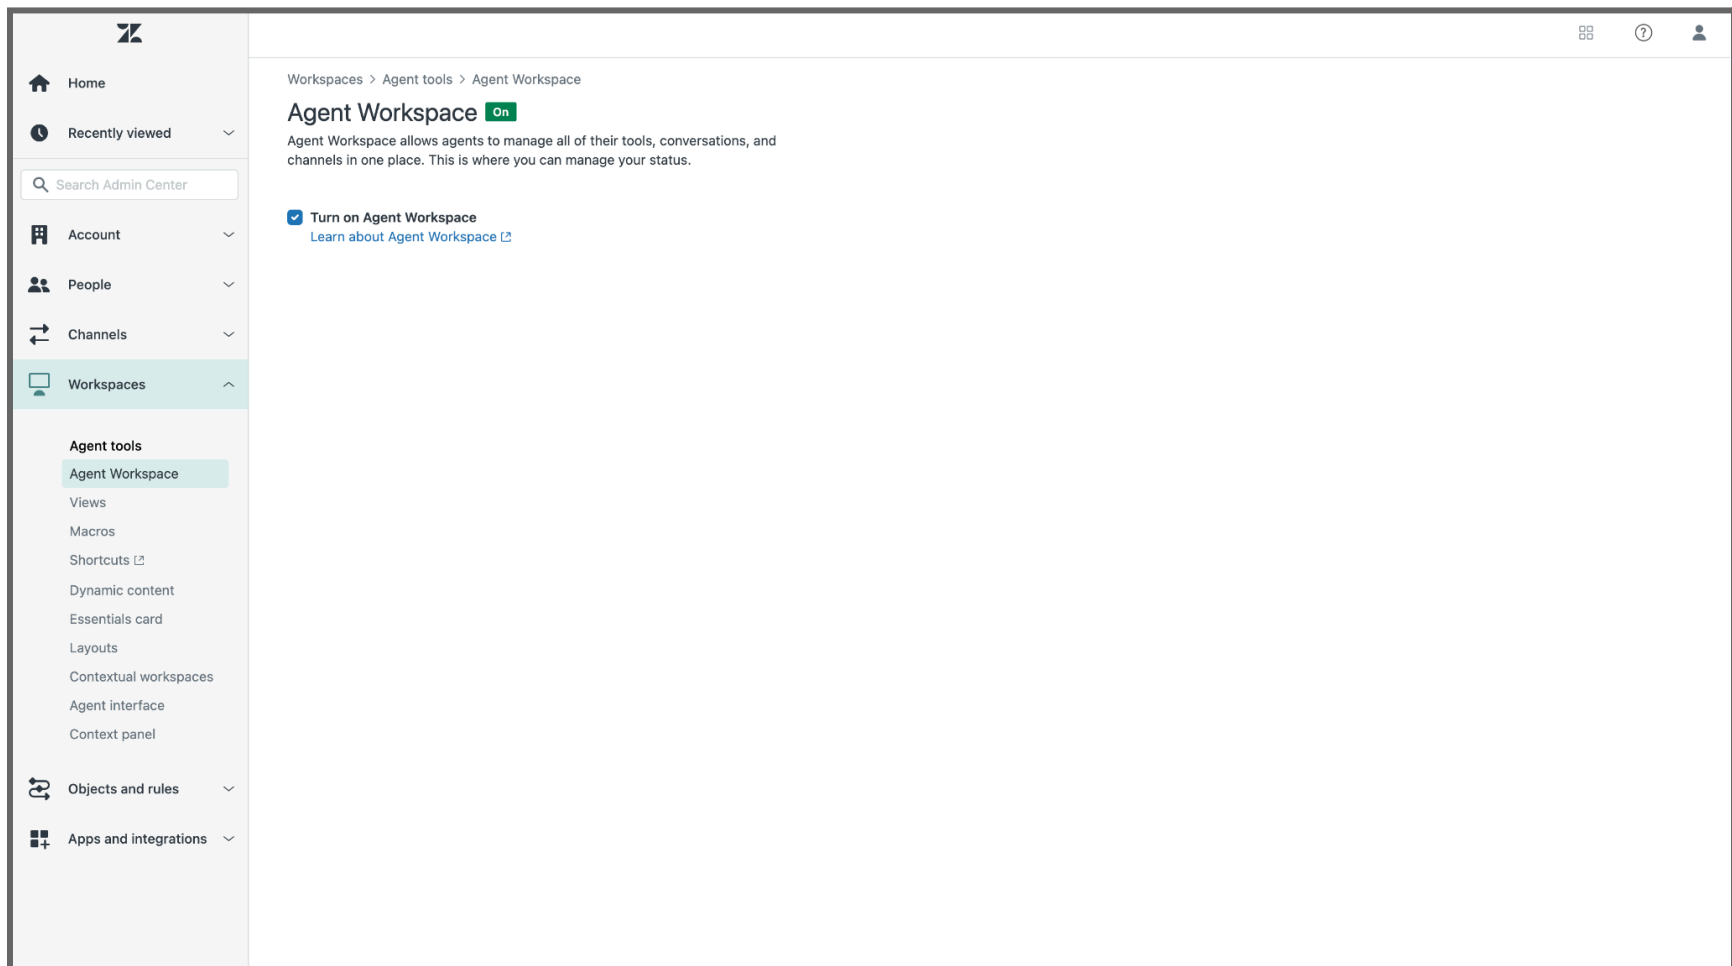 Home
Recently viewed
Search Admin Center
Account
People
Channels
Workspaces
Agent tools
Agent Workspace
Views
Macros
Shortcuts
Dynamic content
Essentials card
Layouts
Contextual workspaces
Agent interface
Context panel
Objects and rules
Apps and integrations
Workspaces > Agent tools > Agent Workspace
Agent Workspace On
Agent Workspace allows agents to manage all of their tools, conversations, and
channels in one place. This is where you can manage your status.
Turn on Agent Workspace
Learn about Agent Workspace